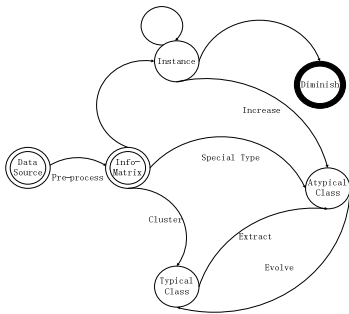 Instance
Diminish
Increase
Data
Source
Pre-process
Info-
Matrix
Special Type
Atypical
Class
Cluster
Extract
Evolve
Typical
Class